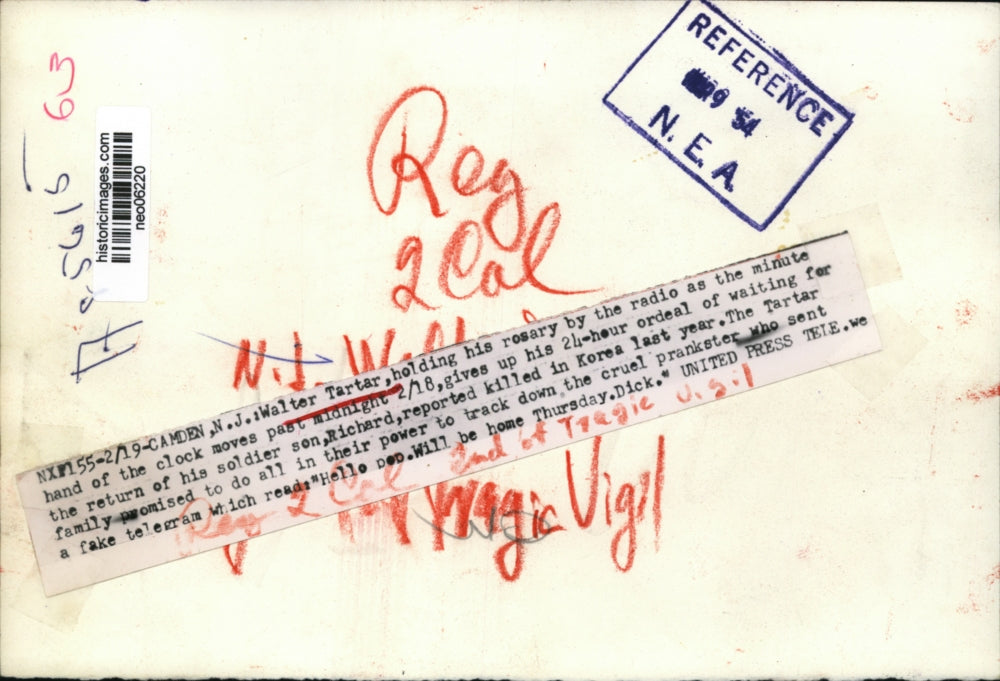 63
REFERENCE
9 '54
N. E. A.
historicimages.com
neo06220
Reg
2 Col
N.J.
NXP155-2/19-CAMDEN,N.J.:Walter Tartar,holding his rosary by the radio as the minute
hand of the clock moves past midnight 2/18,gives up his 24-hour ordeal of waiting for
the return of his soldier son,Richard,reported killed in Korea last year.The Tartar
family promised to do all in their power to track down the cruel prankster who sent
a fake telegram which read:"Hello pop.Will be home Thursday.Dick." UNITED PRESS TELE.we
Reg 2 Col End of Tragic Vigil
Tragic Vigil